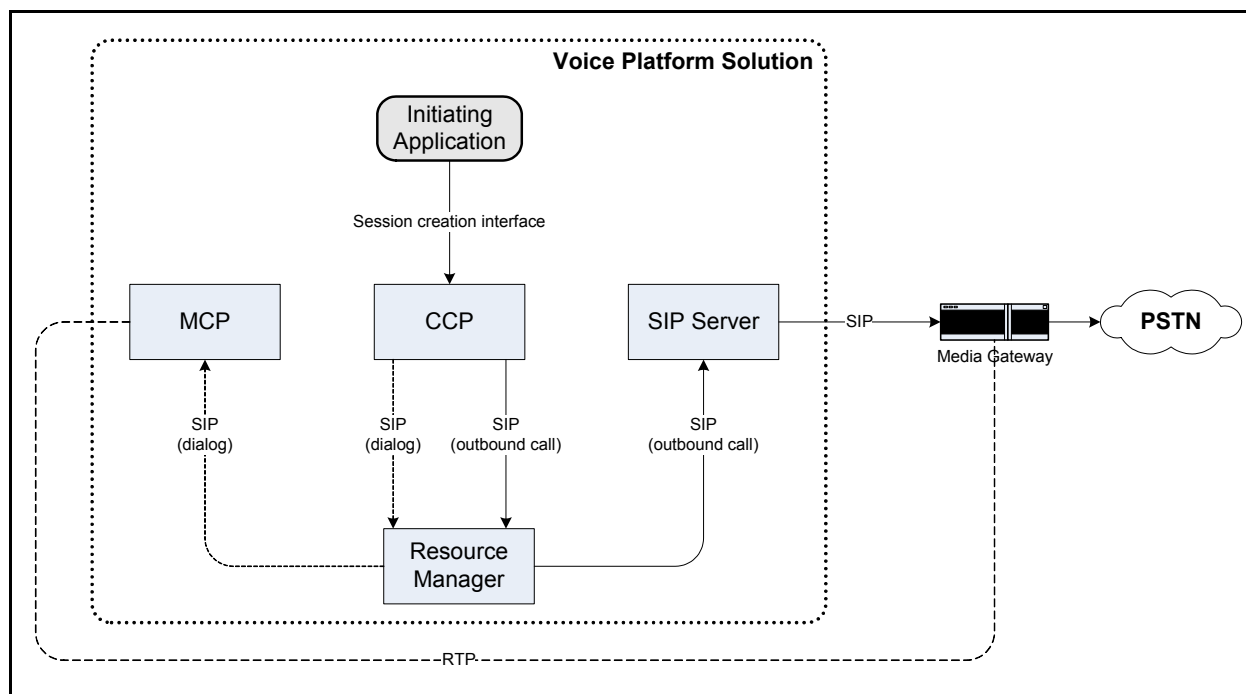 Voice Platform Solution
Initiating
Application
Session creation interface
MCP
CCP
SIP Server
SIP
Media Gateway
PSTN
SIP
(dialog)
SIP
(dialog)
SIP
(outbound call)
SIP
(outbound call)
Resource
Manager
RTP